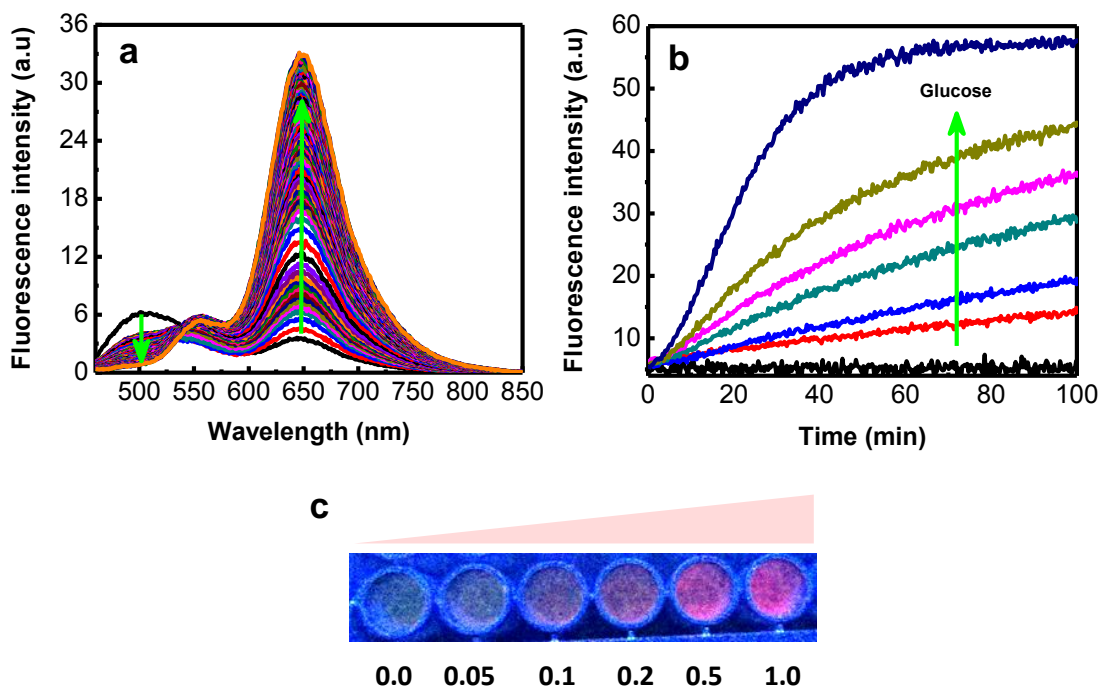 a
Fluorescence intensity (a.u)
36
30
24
18
12
6
0
500 550 600 650 700 750 800 850
Wavelength (nm)
b
Fluorescence intensity (a.u)
60
50
40
30
20
10
Glucose
0 20 40 60 80 100
Time (min)
c
0.0 0.05 0.1 0.2 0.5 1.0